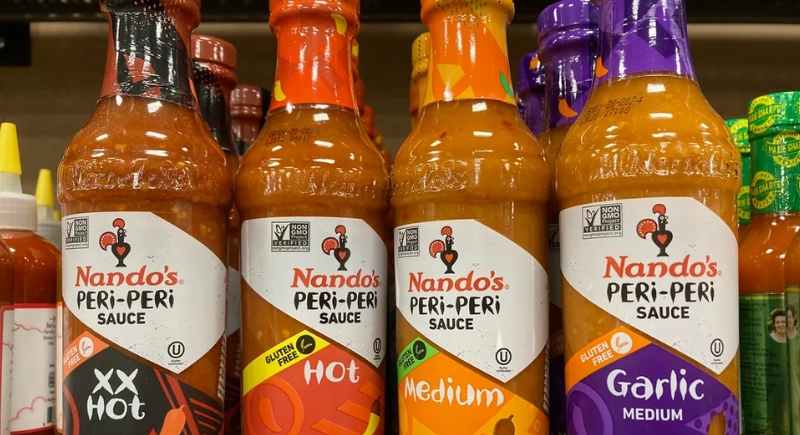 NON
GMO
Project
VERIFIED
Nando's
PERi-PERi
SAUCE
GLUTEN FREE
U
XX
Hot
NON
GMO
Project
VERIFIED
Nando's
PERi-PERi
SAUCE
GLUTEN FREE
U
Hot
NON
GMO
Project
VERIFIED
Nando's
PERi-PERi
SAUCE
GLUTEN FREE
U
Medium
NON
GMO
Project
VERIFIED
nongmoproject.org
Nando's
PERi-PERi
SAUCE
GLUTEN FREE
U
Garlic
MEDIUM